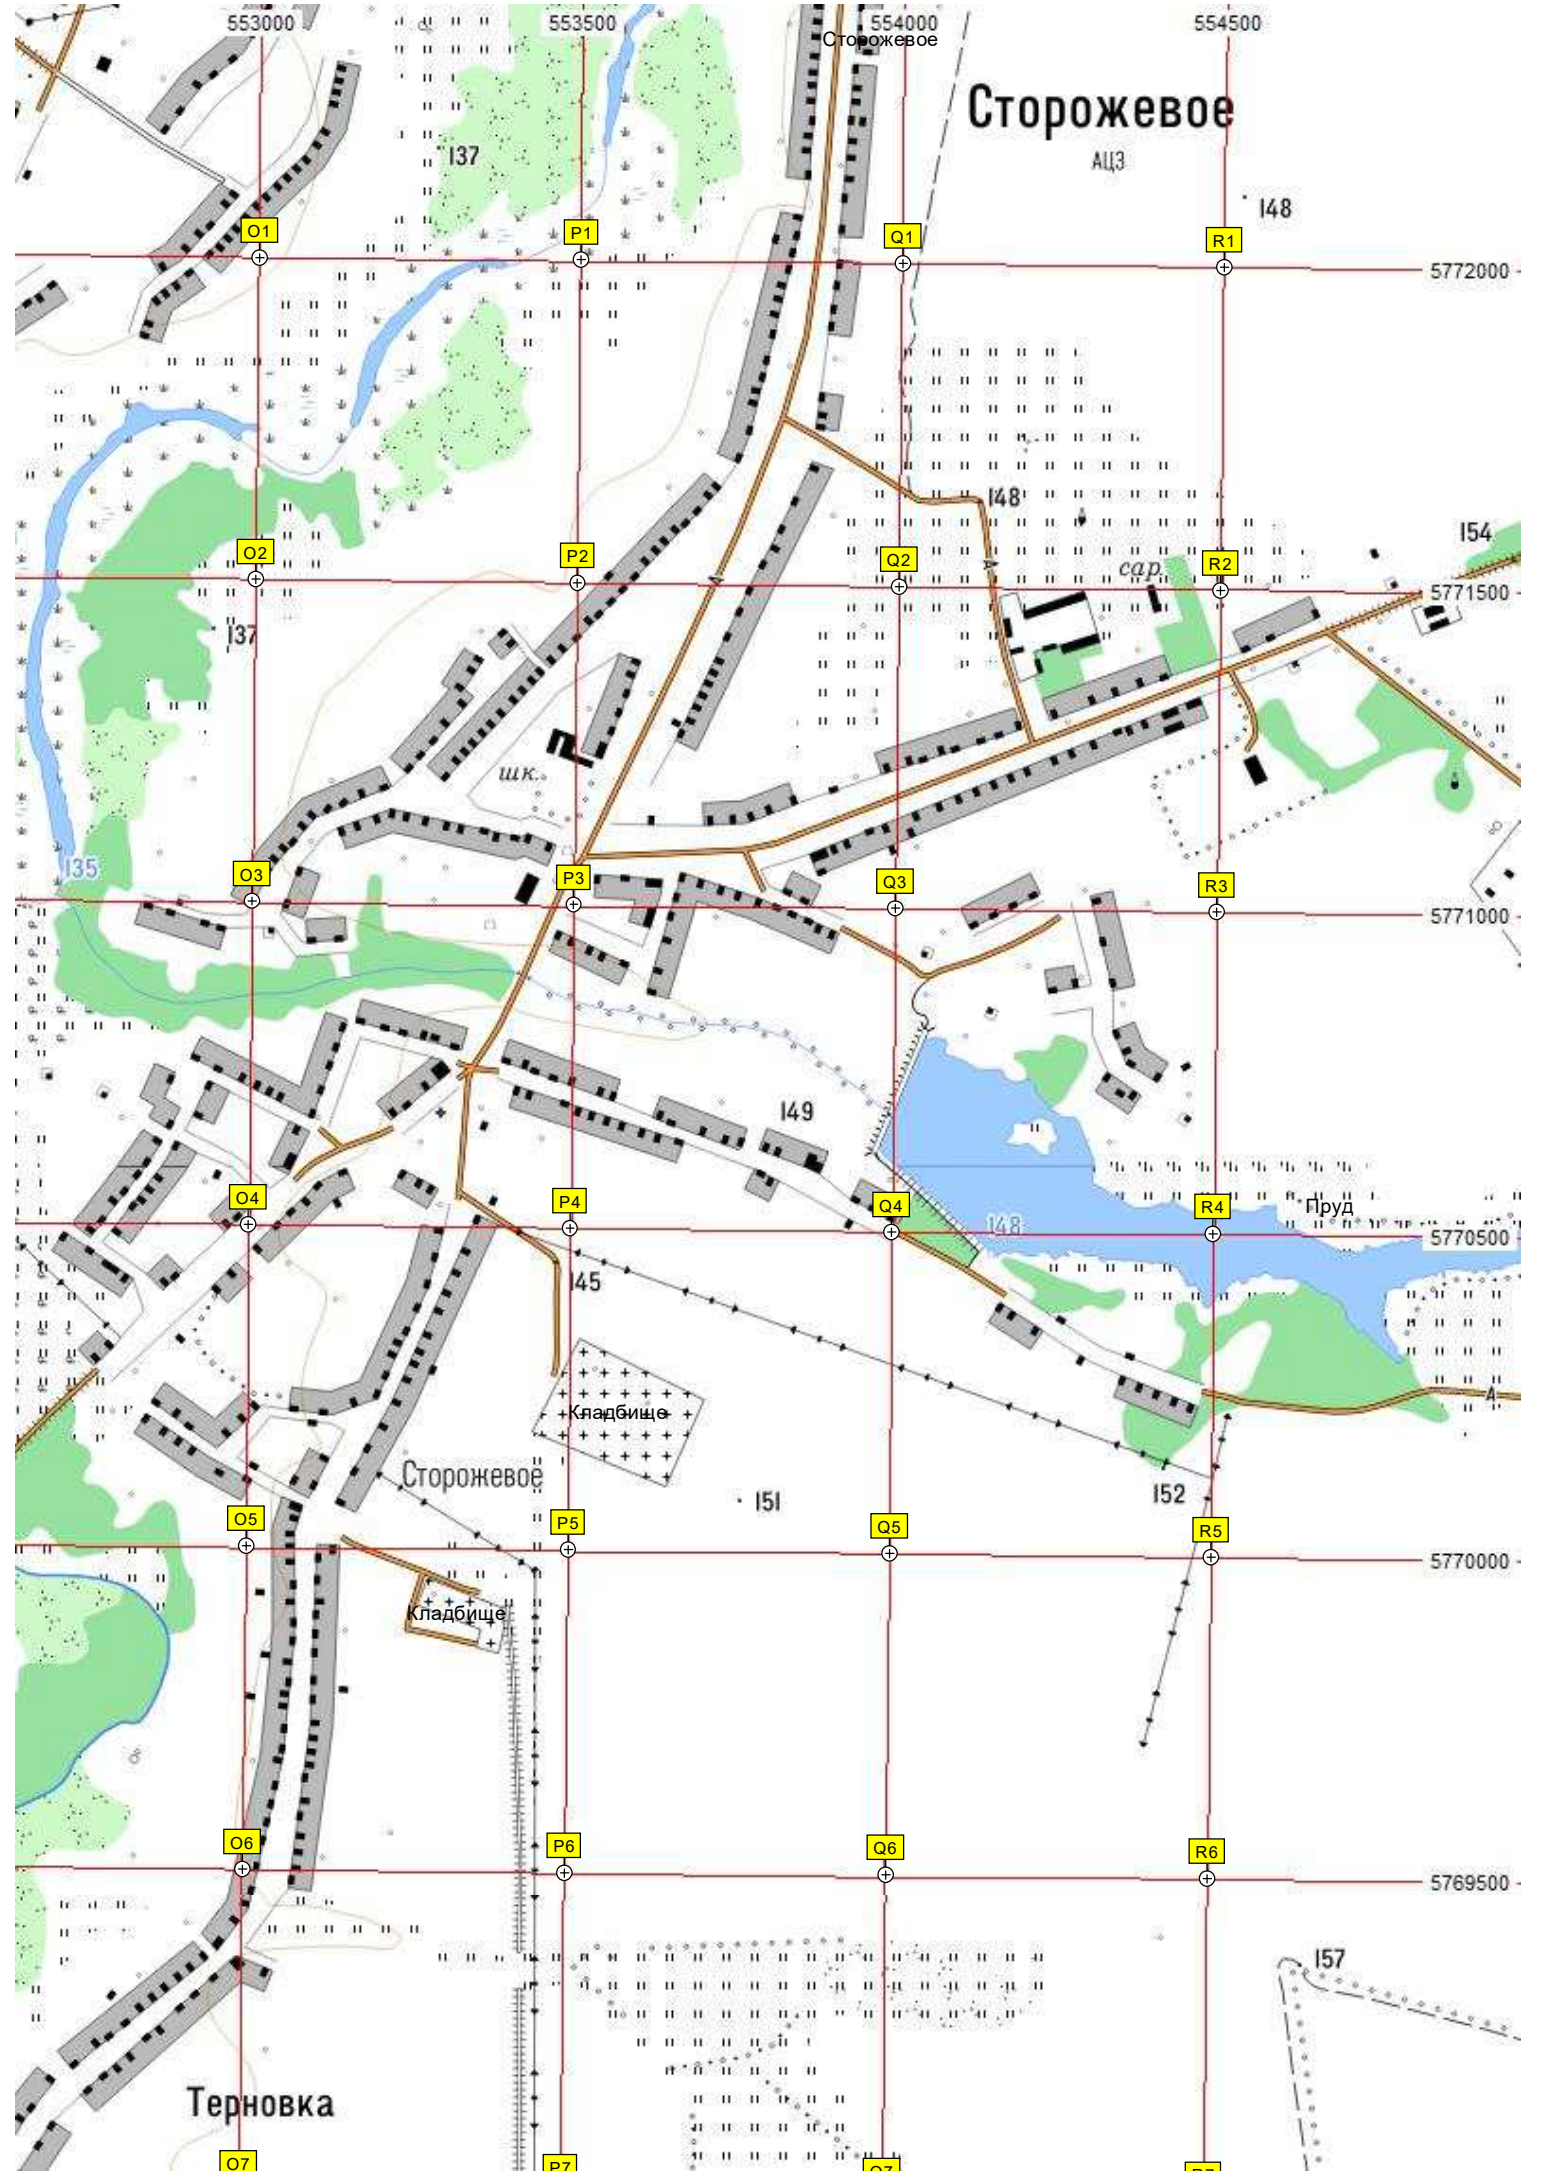 553000 553500 554000 554500
Сторожевое
Сторожевое
АЦЗ
137
148
O1 P1 Q1 R1
5772000
148
154
O2 P2 Q2 R2
А
А
сар.
5771500
137
шк.
135
O3 P3 Q3 R3
5771000
149
O4 P4 Q4 R4
Пруд
148
5770500
145
А
Кладбище
Сторожевое
151
152
O5 P5 Q5 R5
5770000
Кладбище
O6 P6 Q6 R6
5769500
157
Терновка
O7 P7 Q7 R7